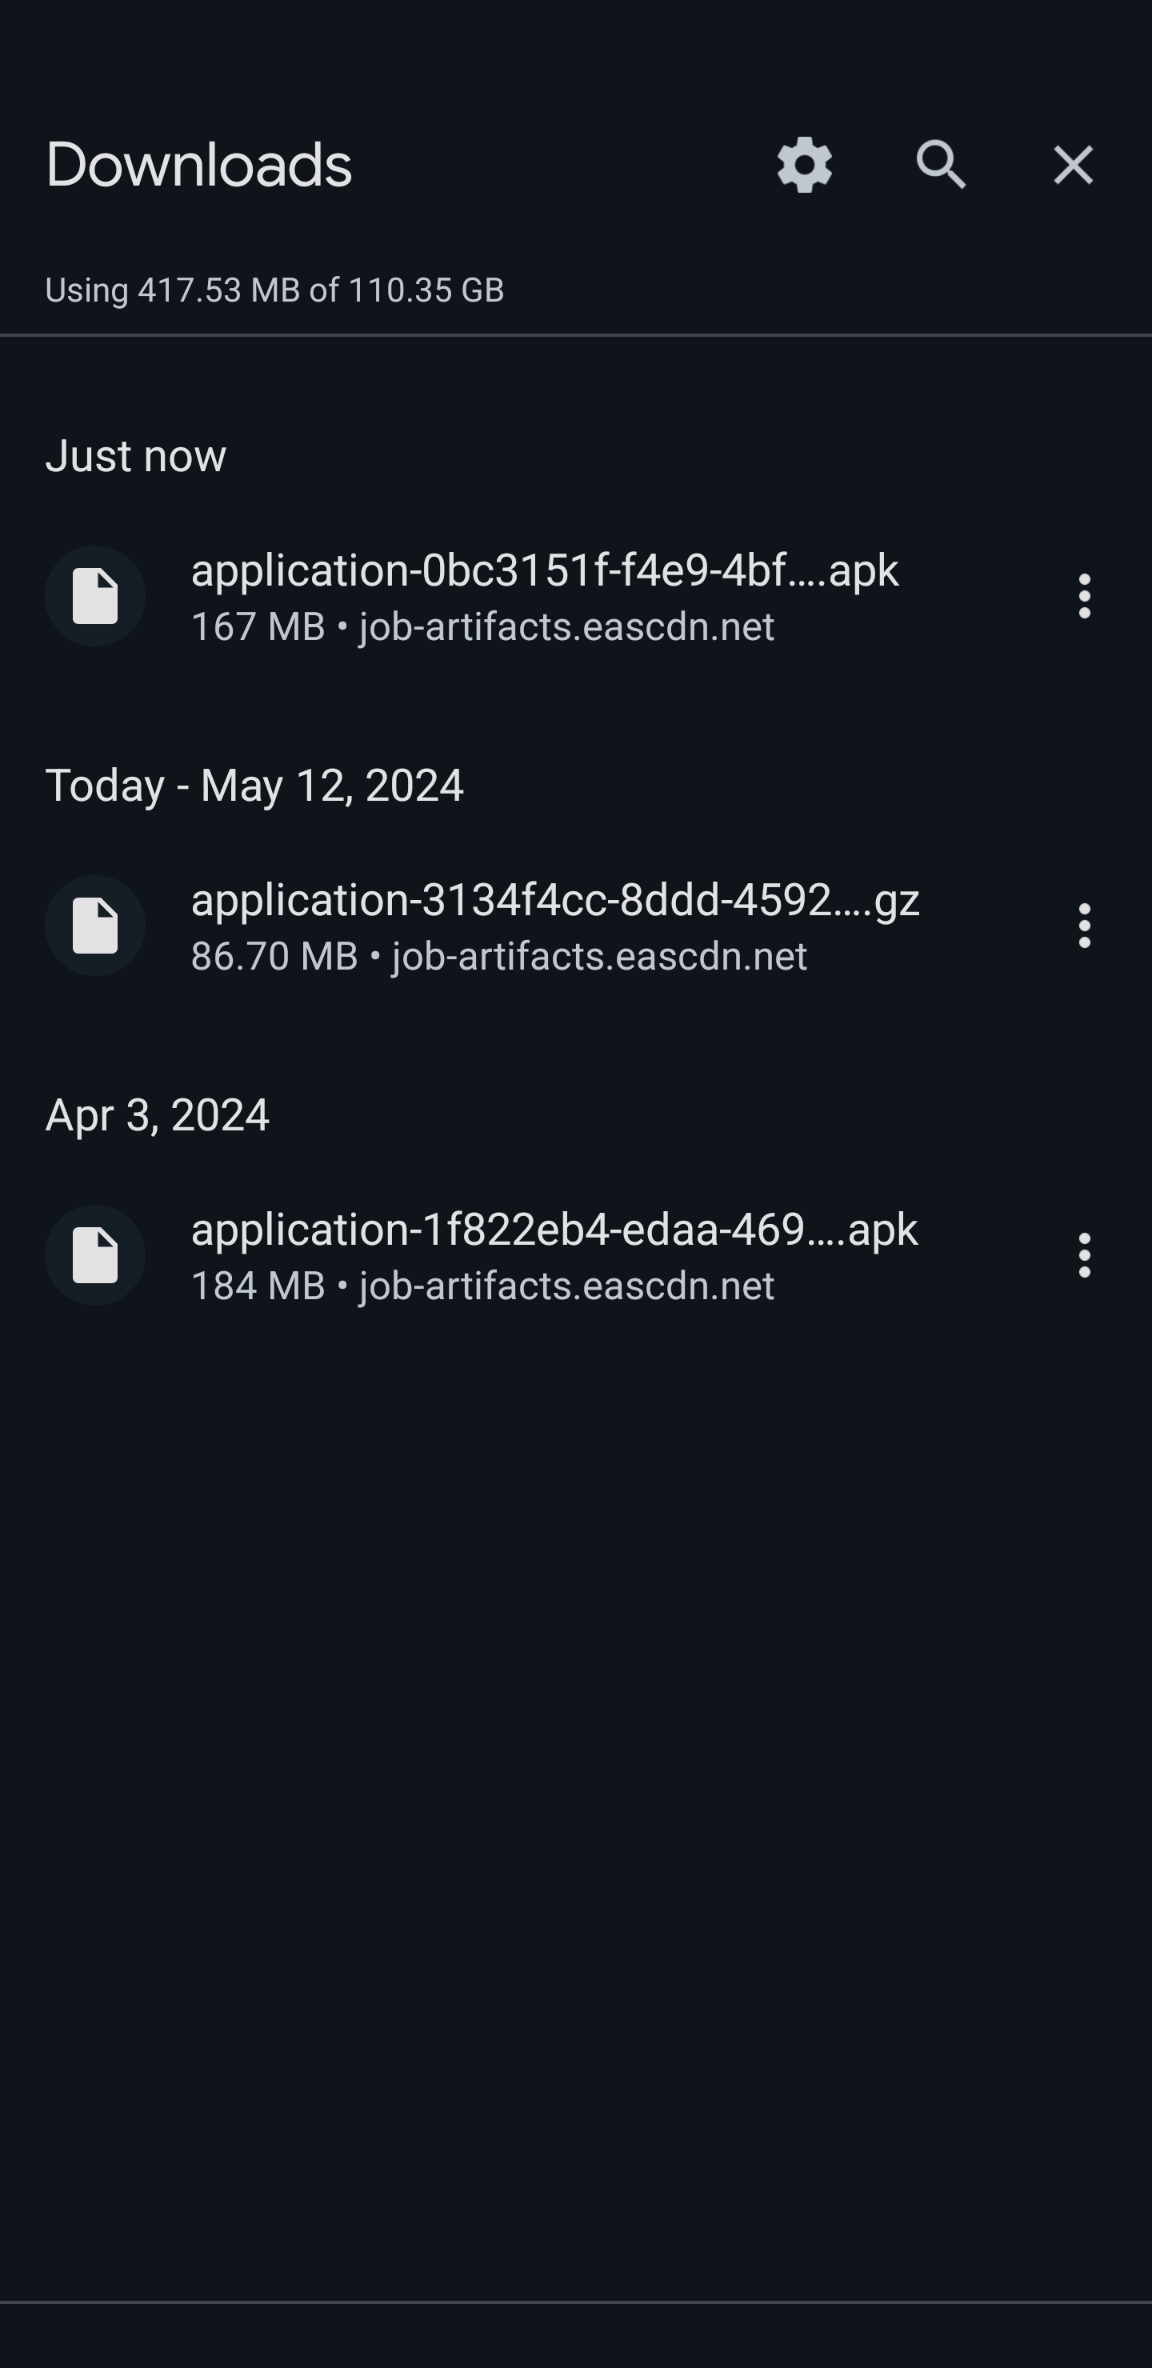 Downloads
Using 417.53 MB of 110.35 GB
Just now
application-0bc3151f-f4e9-4bf....apk
167 MB • job-artifacts.eascdn.net
Today - May 12, 2024
application-3134f4cc-8ddd-4592....gz
86.70 MB • job-artifacts.eascdn.net
Apr 3, 2024
application-1f822eb4-edaa-469....apk
184 MB • job-artifacts.eascdn.net